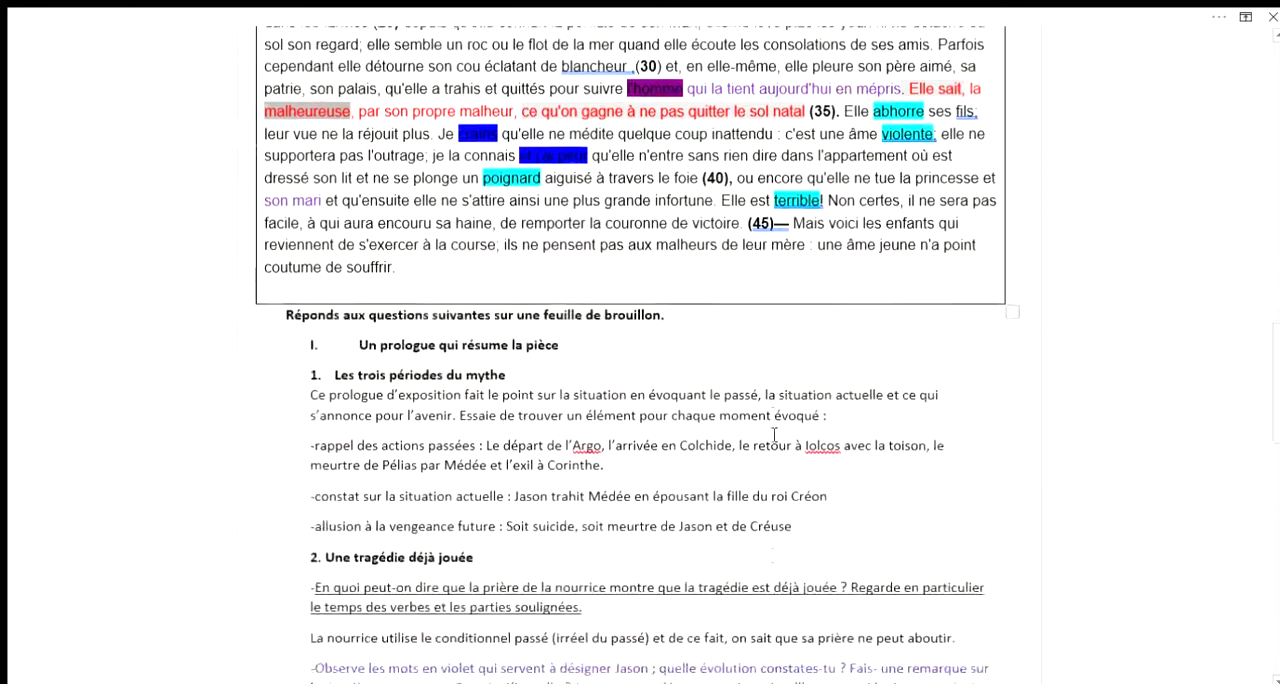 sol son regard; elle semble un roc ou le flot de la mer quand elle écoute les consolations de ses amis. Parfois
cependant elle détourne son cou éclatant de blancheur ,(30) et, en elle-même, elle pleure son père aimé, sa
patrie, son palais, qu'elle a trahis et quittés pour suivre l'homme qui la tient aujourd'hui en mépris. Elle sait, la
malheureuse, par son propre malheur, ce qu'on gagne à ne pas quitter le sol natal (35). Elle abhorre ses fils;
leur vue ne la réjouit plus. Je crains qu'elle ne médite quelque coup inattendu : c'est une âme violente; elle ne
supportera pas l'outrage; je la connais et j'ai peur qu'elle n'entre sans rien dire dans l'appartement où est
dressé son lit et ne se plonge un poignard aiguisé à travers le foie (40), ou encore qu'elle ne tue la princesse et
son mari et qu'ensuite elle ne s'attire ainsi une plus grande infortune. Elle est terrible! Non certes, il ne sera pas
facile, à qui aura encouru sa haine, de remporter la couronne de victoire. (45)— Mais voici les enfants qui
reviennent de s'exercer à la course; ils ne pensent pas aux malheurs de leur mère : une âme jeune n'a point
coutume de souffrir.
Réponds aux questions suivantes sur une feuille de brouillon.
I. Un prologue qui résume la pièce
1. Les trois périodes du mythe
Ce prologue d'exposition fait le point sur la situation en évoquant le passé, la situation actuelle et ce qui
s'annonce pour l'avenir. Essaie de trouver un élément pour chaque moment évoqué :
-rappel des actions passées : Le départ de l'Argo, l'arrivée en Colchide, le retour à Iolcos avec la toison, le
meurtre de Pélias par Médée et l'exil à Corinthe.
-constat sur la situation actuelle : Jason trahit Médée en épousant la fille du roi Créon
-allusion à la vengeance future : Soit suicide, soit meurtre de Jason et de Créuse
2. Une tragédie déjà jouée
-En quoi peut-on dire que la prière de la nourrice montre que la tragédie est déjà jouée ? Regarde en particulier
le temps des verbes et les parties soulignées.
La nourrice utilise le conditionnel passé (irréel du passé) et de ce fait, on sait que sa prière ne peut aboutir.
-Observe les mots en violet qui servent à désigner Jason ; quelle évolution constates-tu ? Fais- une remarque sur